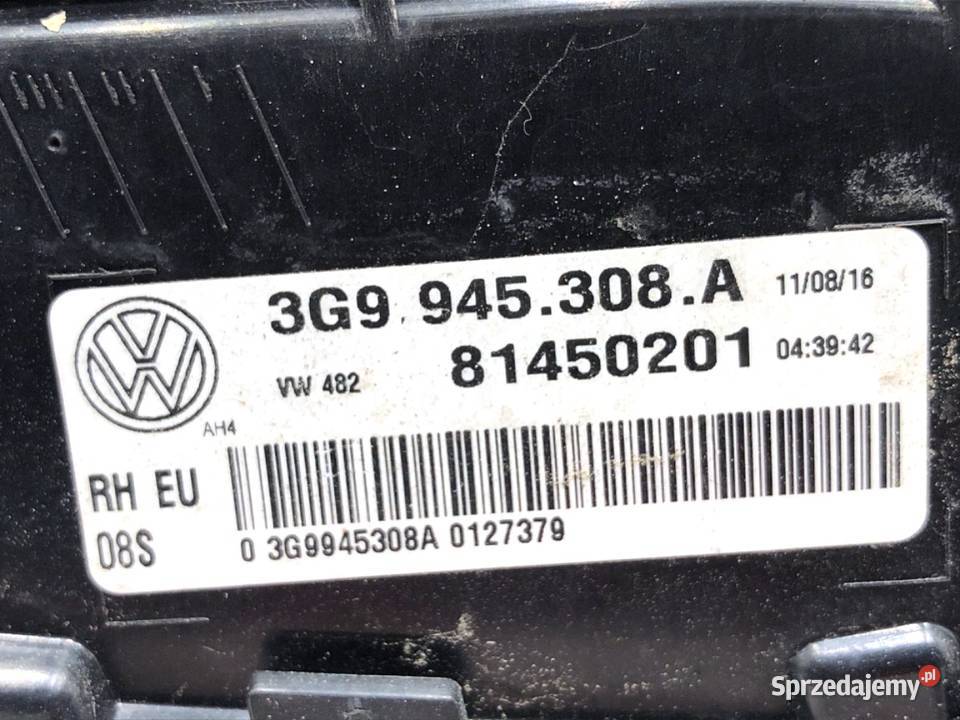 3G9 945.308.A 11/08/16
VW 482 81450201 04:39:42
AH4
RH EU
08S
0 3G9945308A 0127379
Sprzedajemy.pl